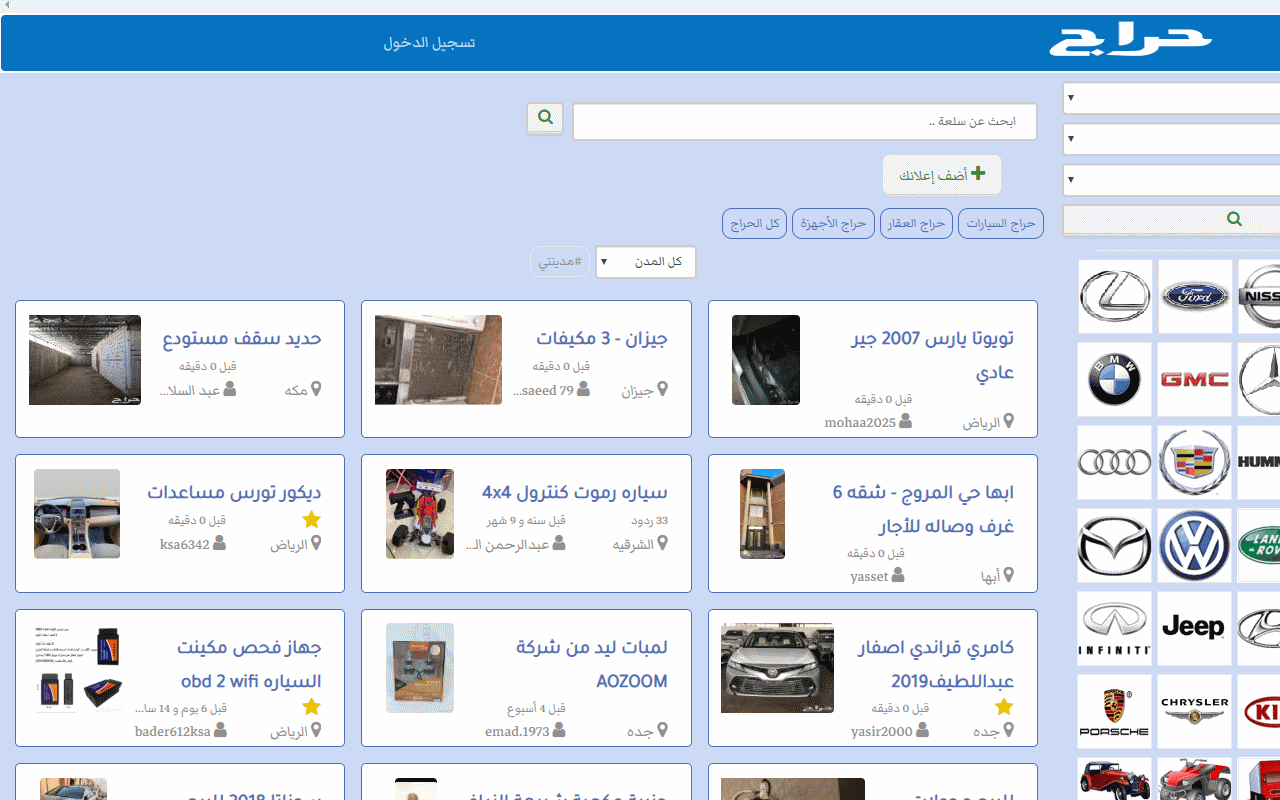 حراج
تسجيل الدخول
ابحث عن سلعة ..
أضف إعلانك
حراج السيارات
حراج العقار
حراج الأجهزة
كل الحراج
كل المدن
#مدينتي
تويوتا يارس 2007 جير
عادي
قبل 0 دقيقه
الرياض
mohaa2025
جيزان - 3 مكيفات
قبل 0 دقيقه
جيزان
saeed 79...
حديد سقف مستودع
قبل 0 دقيقه
مكه
عبد السلا...
حراج
ابها حي المروج - شقه 6
غرف وصاله للأجار
قبل 0 دقيقه
أبها
yasset
سياره رموت كنترول 4x4
33 ردود
قبل سنه و 9 شهر
الشرقيه
عبدالرحمن الـ...
ديكور تورس مساعدات
قبل 0 دقيقه
الرياض
ksa6342
كامري قراندي اصفار
عبداللطيف2019
قبل 0 دقيقه
جده
yasir2000
لمبات ليد من شركة
AOZOOM
قبل 4 أسبوع
جده
emad.1973
جهاز فحص مكينت
السياره obd 2 wifi
قبل 6 يوم و 14 سا...
الرياض
bader612ksa
Ford
NISS
BMW
GMC
HUMM
LAND
ROV
INFINITI
Jeep
PORSCHE
CHRYSLER
KI